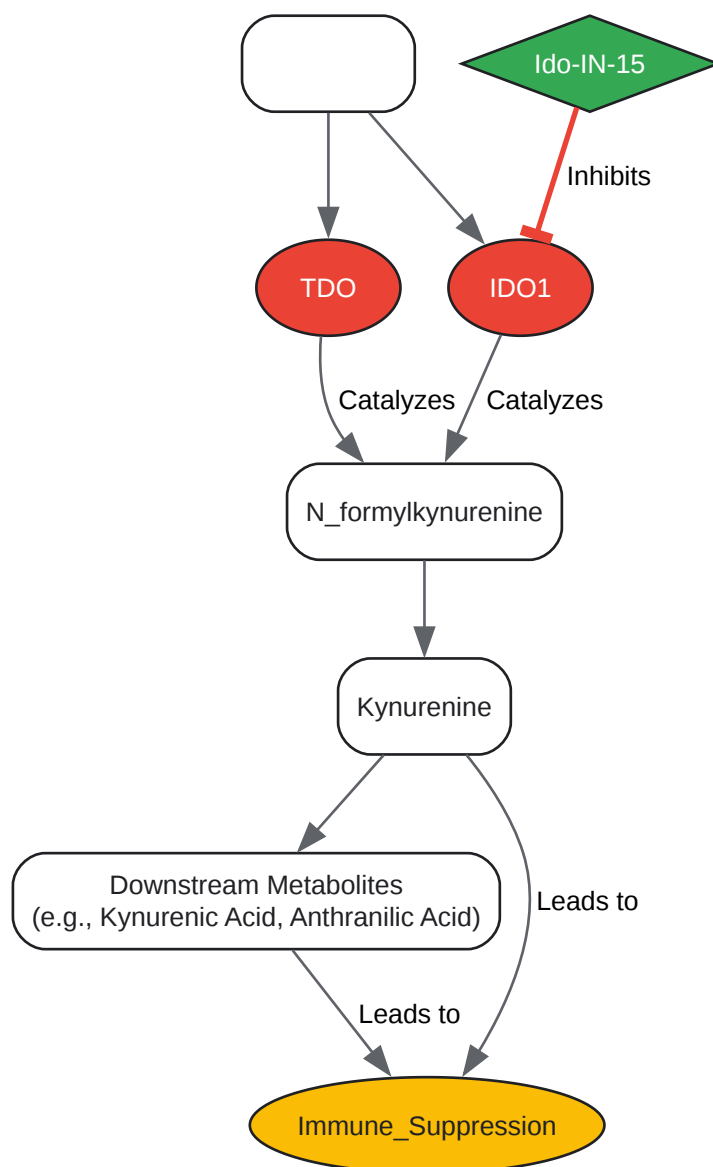 Ido-IN-15
Inhibits
TDO
IDO1
Catalyzes
Catalyzes
N_formylkynurenine
Kynurenine
Downstream Metabolites
(e.g., Kynurenic Acid, Anthranilic Acid)
Leads to
Leads to
Immune_Suppression